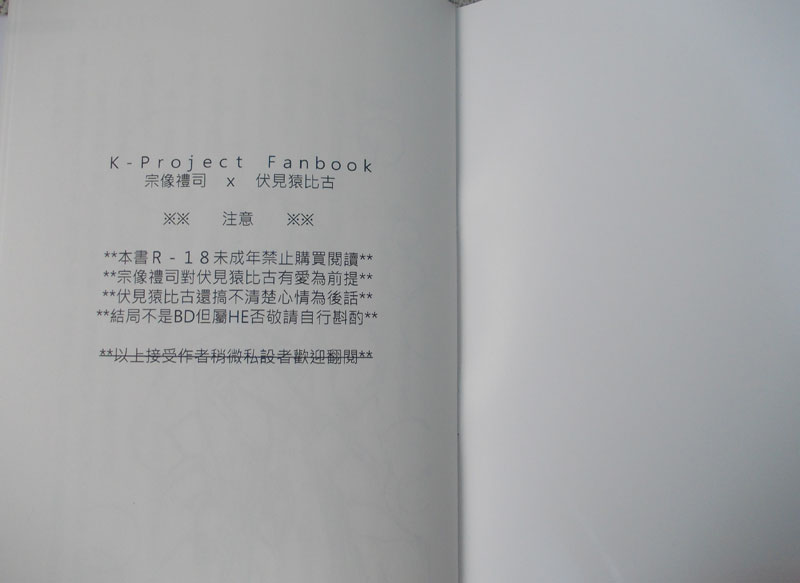 K-Project Fanbook
宗像禮司 x 伏見猿比古
※※ 注意 ※※
**本書R-18未成年禁止購買閱讀**
**宗像禮司對伏見猿比古有愛為前提**
**伏見猿比古還搞不清楚心情為後話**
**結局不是BD但屬HE否敬請自行斟酌**
**以上接受作者稍微私設者歡迎翻閱**